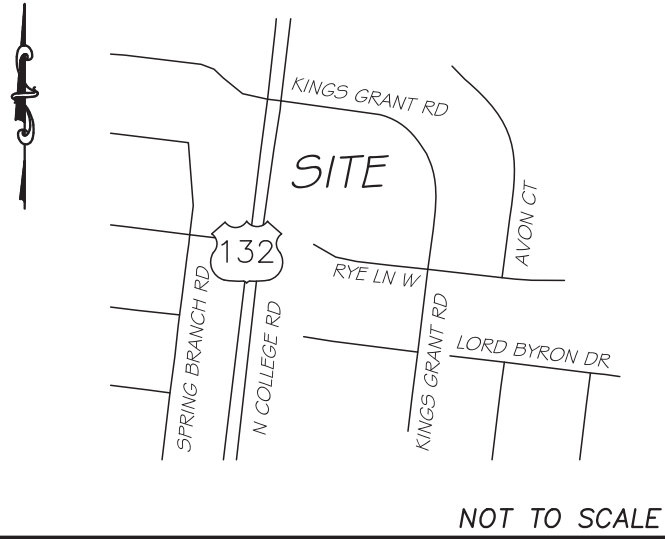 KINGS GRANT RD
SITE
AVON CT
132
RYE LN W
SPRING BRANCH RD
N COLLEGE RD
KINGS GRANT RD
LORD BYRON DR
NOT TO SCALE